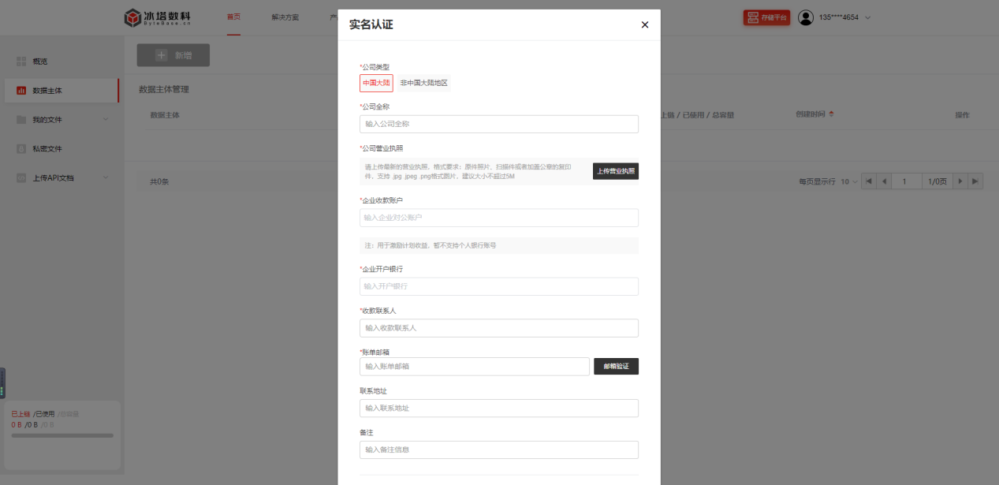 冰塔数科
ByteBase.cn
首页
解决方案
存储平台
135****4654
概览
数据主体
我的文件
私密文件
上传API文档
已上链 /已使用 /总容量
0 B /0 B /0 B
新增
数据主体管理
数据主体
上链 / 已使用 / 总容量
创建时间
操作
共0条
每页显示行 10
1
1/0页
实名认证
*公司类型
中国大陆
非中国大陆地区
*公司全称
输入公司全称
*公司营业执照
请上传最新的营业执照，格式要求：原件照片、扫描件或者加盖公章的复印
件，支持 .jpg .jpeg .png格式图片，建议大小不超过5M
上传营业执照
*企业收款账户
输入企业对公账户
注：用于激励计划收益，暂不支持个人银行账号
*企业开户银行
输入开户银行
*收款联系人
输入收款联系人
*账单邮箱
输入账单邮箱
邮箱验证
联系地址
输入联系地址
备注
输入备注信息